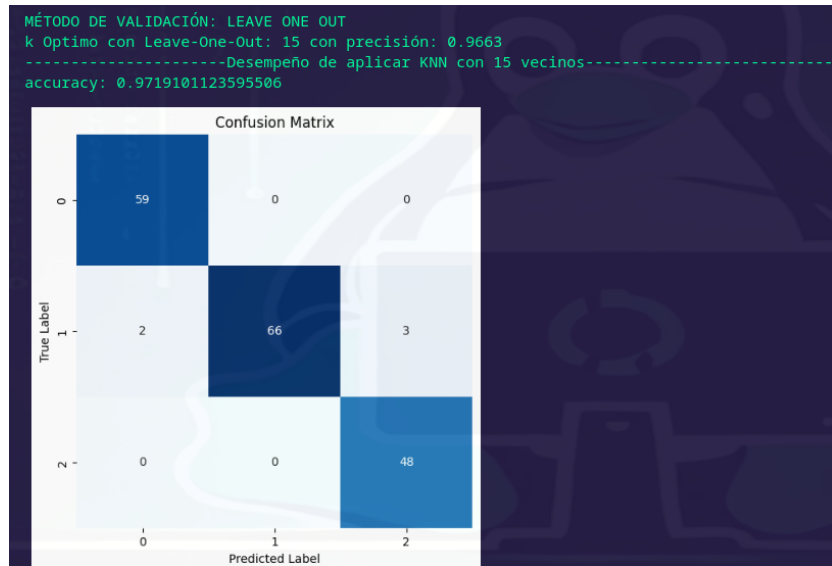 MÉTODO DE VALIDACIÓN: LEAVE ONE OUT
k Optimo con Leave-One-Out: 15 con precisión: 0.9663
----------------------Desempeño de aplicar KNN con 15 vecinos---------------------------
accuracy: 0.9719101123595506
Confusion Matrix
0 59 0 0
True Label
1 2 66 3
2 0 0 48
0 1 2
Predicted Label